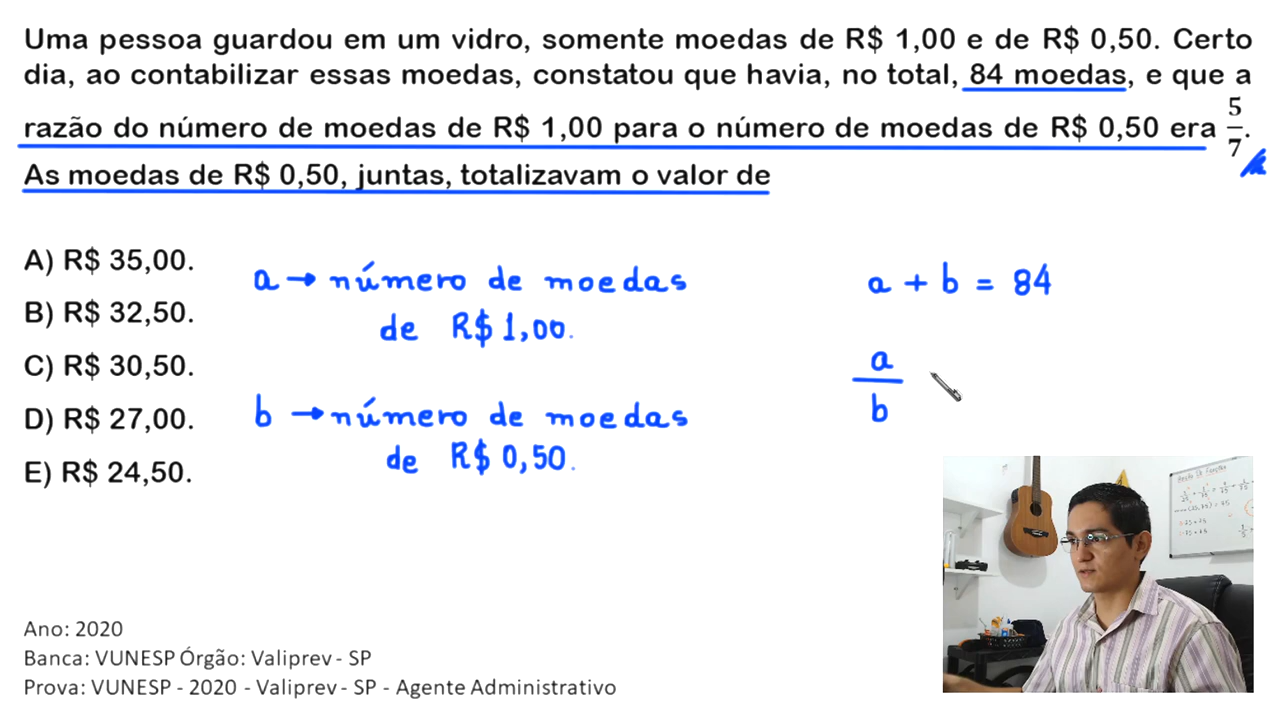 Uma pessoa guardou em um vidro, somente moedas de R$ 1,00 e de R$ 0,50. Certo
dia, ao contabilizar essas moedas, constatou que havia, no total, 84 moedas, e que a
razão do número de moedas de R$ 1,00 para o número de moedas de R$ 0,50 era 5/7.
As moedas de R$ 0,50, juntas, totalizavam o valor de
A) R$ 35,00.
B) R$ 32,50.
C) R$ 30,50.
D) R$ 27,00.
E) R$ 24,50.
a → número de moedas
de R$ 1,00.
b → número de moedas
de R$ 0,50.
a + b = 84
a
b
Ano: 2020
Banca: VUNESP Órgão: Valiprev - SP
Prova: VUNESP - 2020 - Valiprev - SP - Agente Administrativo